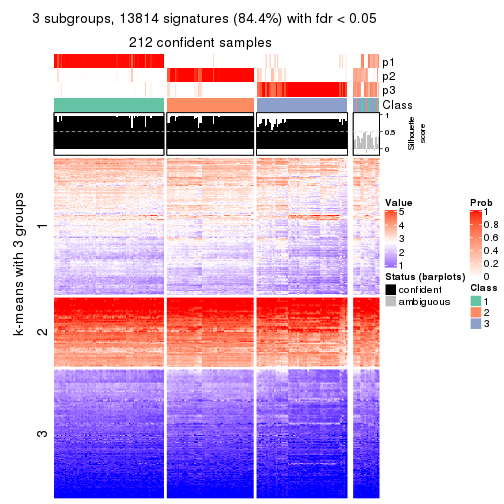 3 subgroups, 13814 signatures (84.4%) with fdr < 0.05
212 confident samples
p1
p2
p3
Class
1
0.5
0
Silhouette
score
k-means with 3 groups
1
2
3
Value
5
4
3
2
1
Status (barplots)
confident
ambiguous
Prob
1
0.8
0.6
0.4
0.2
0
Class
1
2
3